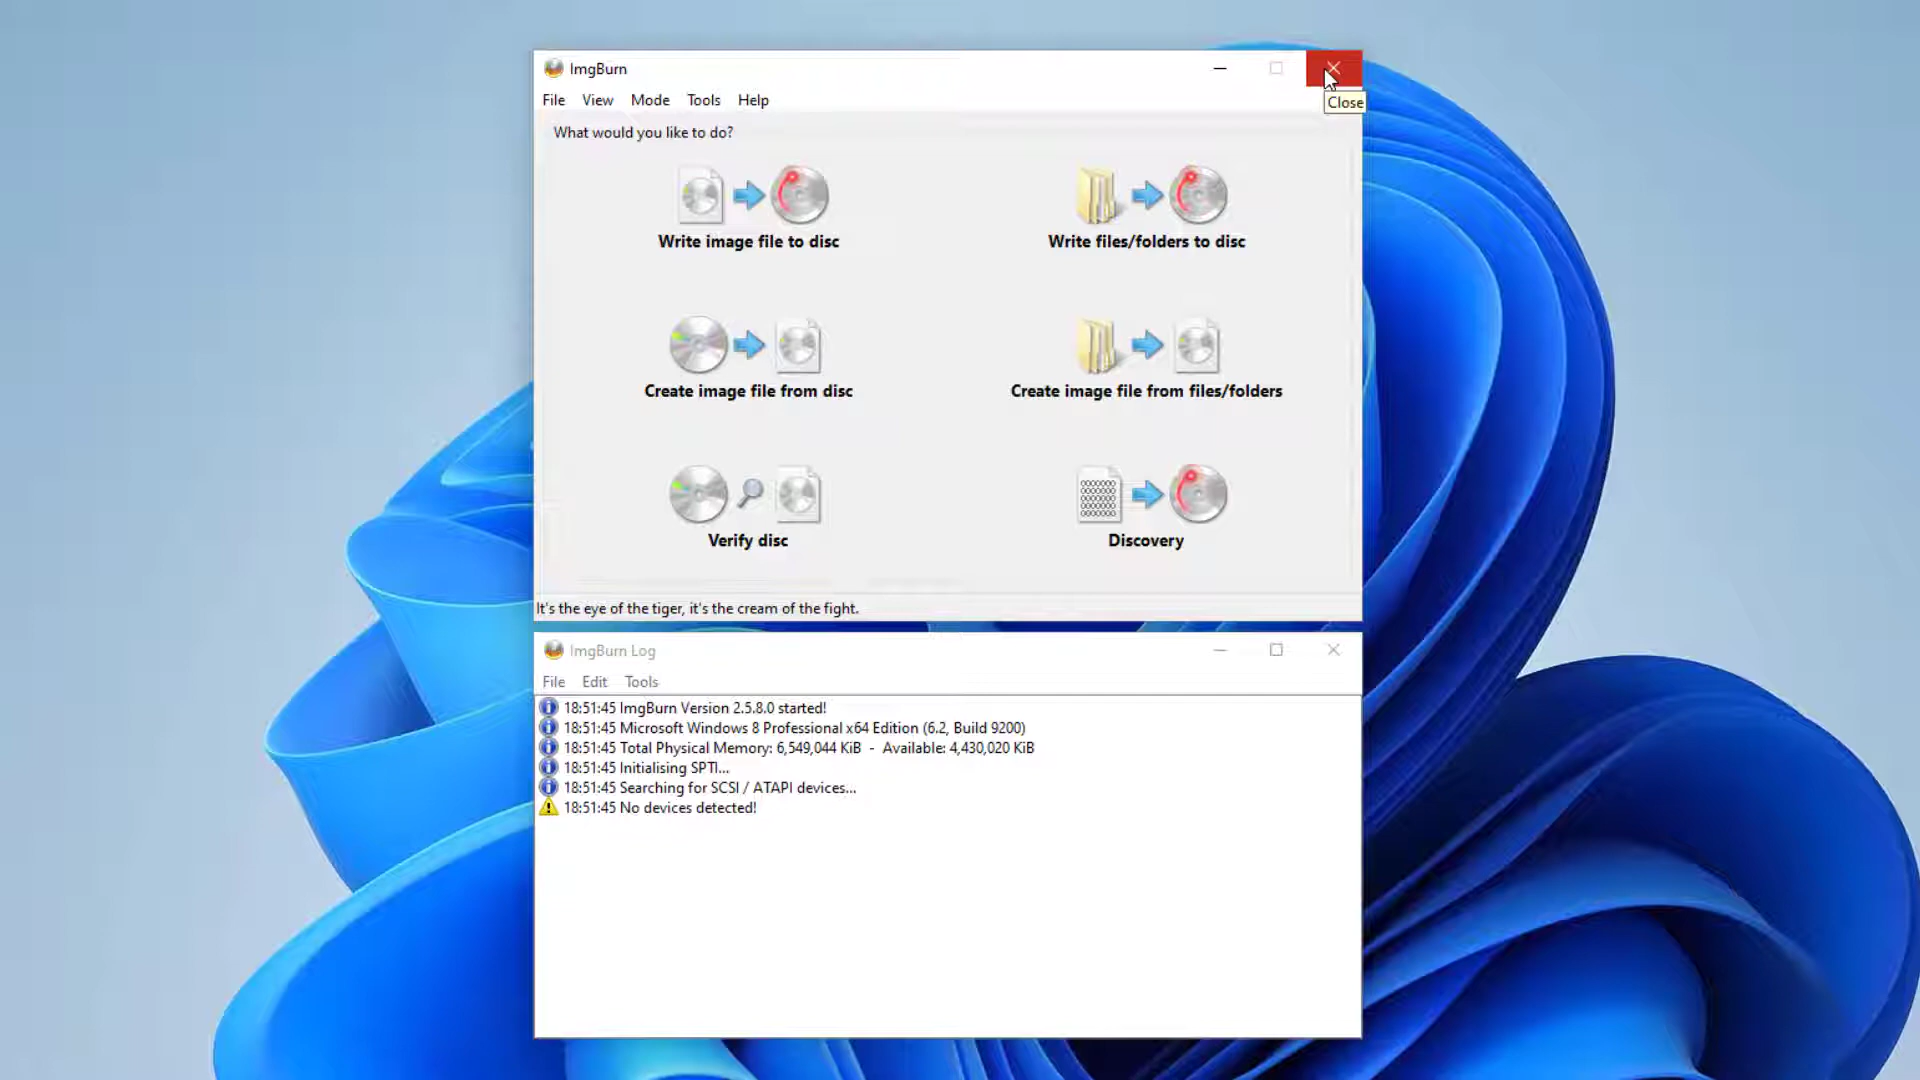 ImgBurn
Close
File View Mode Tools Help
What would you like to do?
Write image file to disc
Write files/folders to disc
Create image file from disc
Create image file from files/folders
Verify disc
Discovery
It's the eye of the tiger, it's the cream of the fight.
ImgBurn Log
File Edit Tools
18:51:45 ImgBurn Version 2.5.8.0 started!
18:51:45 Microsoft Windows 8 Professional x64 Edition (6.2, Build 9200)
18:51:45 Total Physical Memory: 6,549,044 KiB - Available: 4,430,020 KiB
18:51:45 Initialising SPTI...
18:51:45 Searching for SCSI / ATAPI devices...
18:51:45 No devices detected!